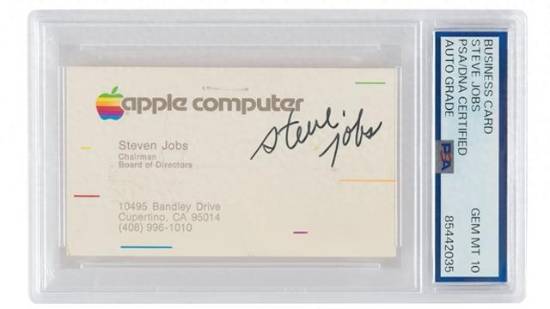 apple computer
Steven Jobs
Chairman
Board of Directors
10495 Bandley Drive
Cupertino, CA 95014
(408) 996-1010
steve jobs
BUSINESS CARD
STEVE JOBS
PSA/DNA CERTIFIED
AUTO GRADE
PSA
GEM MT 10
85442035